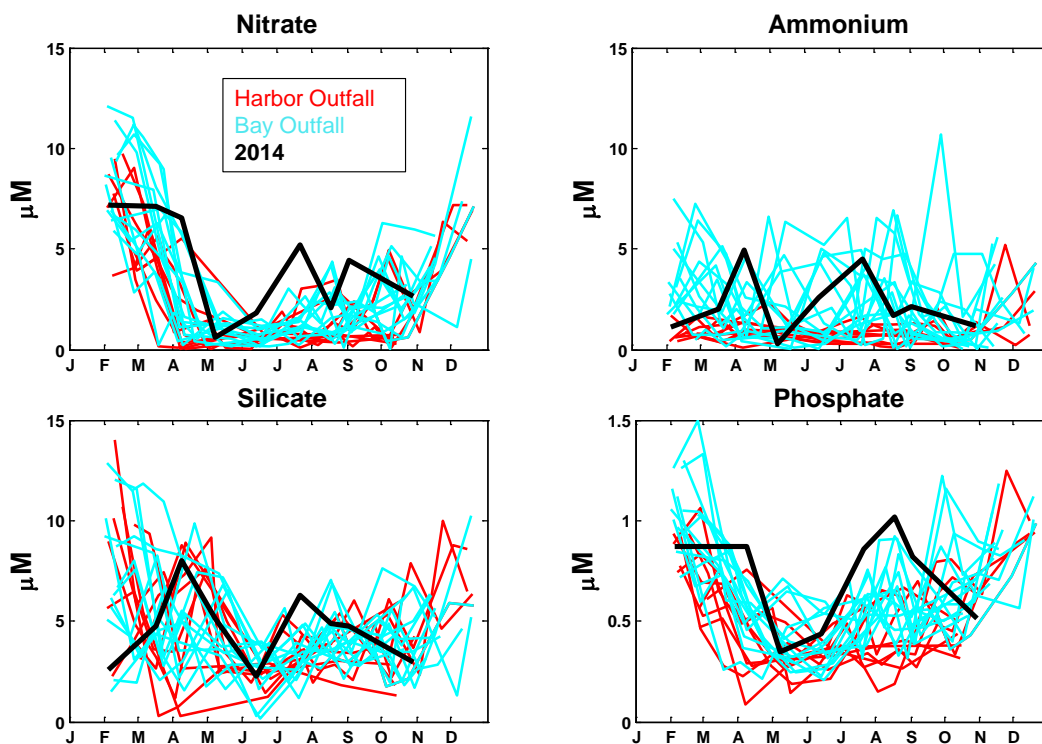 Nitrate
15
10
5
0
μM
Harbor Outfall
Bay Outfall
2014
J F M A M J J A S O N D
Ammonium
15
10
5
0
μM
J F M A M J J A S O N D
Silicate
15
10
5
0
μM
J F M A M J J A S O N D
Phosphate
1.5
1
0.5
0
μM
J F M A M J J A S O N D